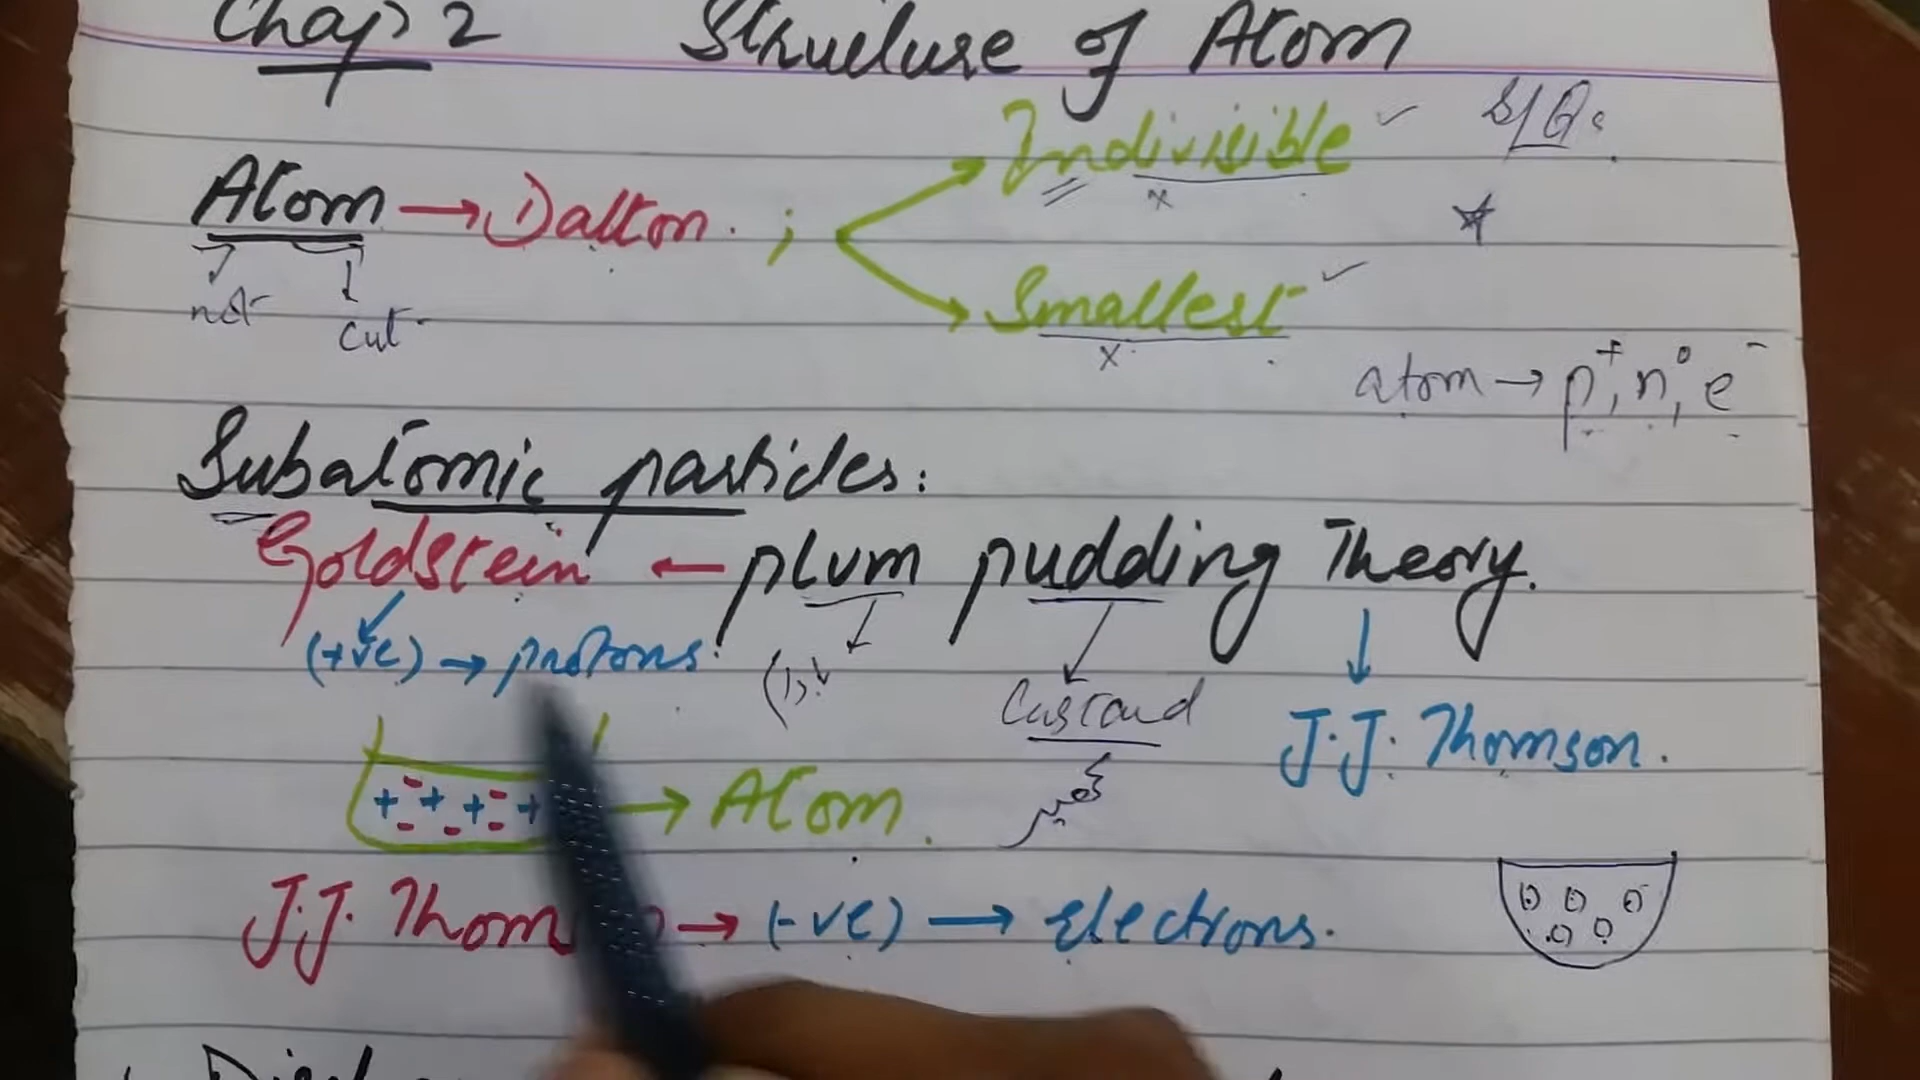 Chap 2 Structure of Atom
Indivisible ✓
Atom → Dalton. ;
not cut
Smallest ✓
x
x
atom → p⁺, n⁰, e⁻
Subatomic particles:
Goldstein ← plum pudding Theory.
(+ve) → protons.
Custard
J.J. Thomson.
+ - + + - +
- - -
→ Atom.
J.J. Thom → (-ve) → electrons.